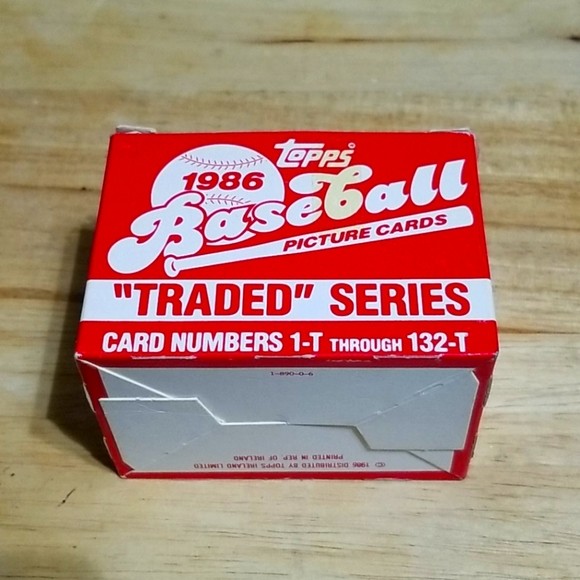 TOPPS®
1986
Baseball
PICTURE CARDS
"TRADED" SERIES
CARD NUMBERS 1-T THROUGH 132-T
1-890-0-6
© 1986 DISTRIBUTED BY TOPPS IRELAND LIMITED
PRINTED IN REP OF IRELAND